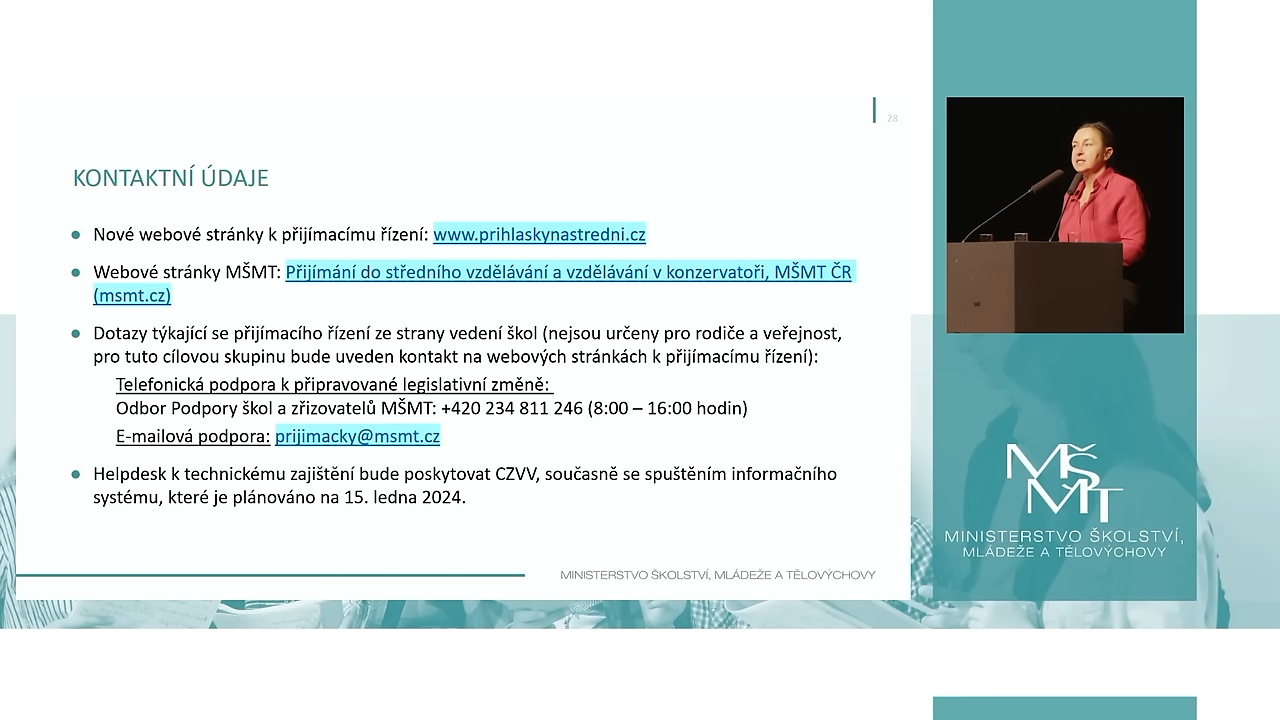 28
KONTAKTNÍ ÚDAJE
● Nové webové stránky k přijímacímu řízení: www.prihlaskynastredni.cz
● Webové stránky MŠMT: Přijímání do středního vzdělávání a vzdělávání v konzervatoři, MŠMT ČR
(msmt.cz)
● Dotazy týkající se přijímacího řízení ze strany vedení škol (nejsou určeny pro rodiče a veřejnost,
pro tuto cílovou skupinu bude uveden kontakt na webových stránkách k přijímacímu řízení):
Telefonická podpora k připravované legislativní změně:
Odbor Podpory škol a zřizovatelů MŠMT: +420 234 811 246 (8:00 – 16:00 hodin)
E-mailová podpora: prijimacky@msmt.cz
● Helpdesk k technickému zajištění bude poskytovat CZVV, současně se spuštěním informačního
systému, které je plánováno na 15. ledna 2024.
MINISTERSTVO ŠKOLSTVÍ, MLÁDEŽE A TĚLOVÝCHOVY
MŠ
MT
MINISTERSTVO ŠKOLSTVÍ,
MLÁDEŽE A TĚLOVÝCHOVY